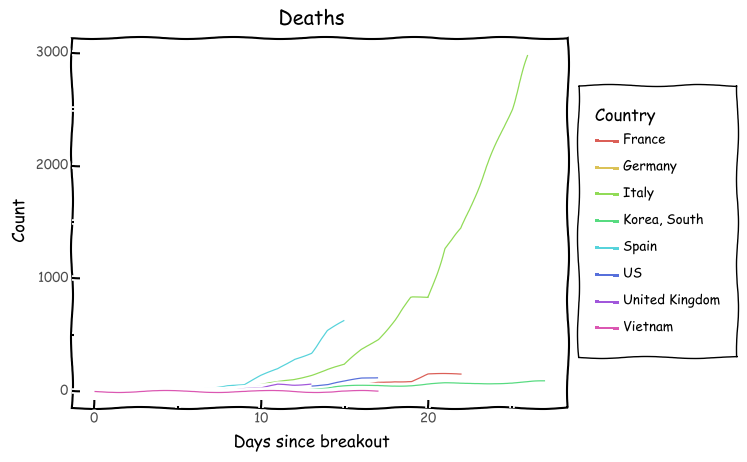 Deaths
3000
2000
1000
0
Count
0
10
20
Days since breakout
Country
France
Germany
Italy
Korea, South
Spain
US
United Kingdom
Vietnam